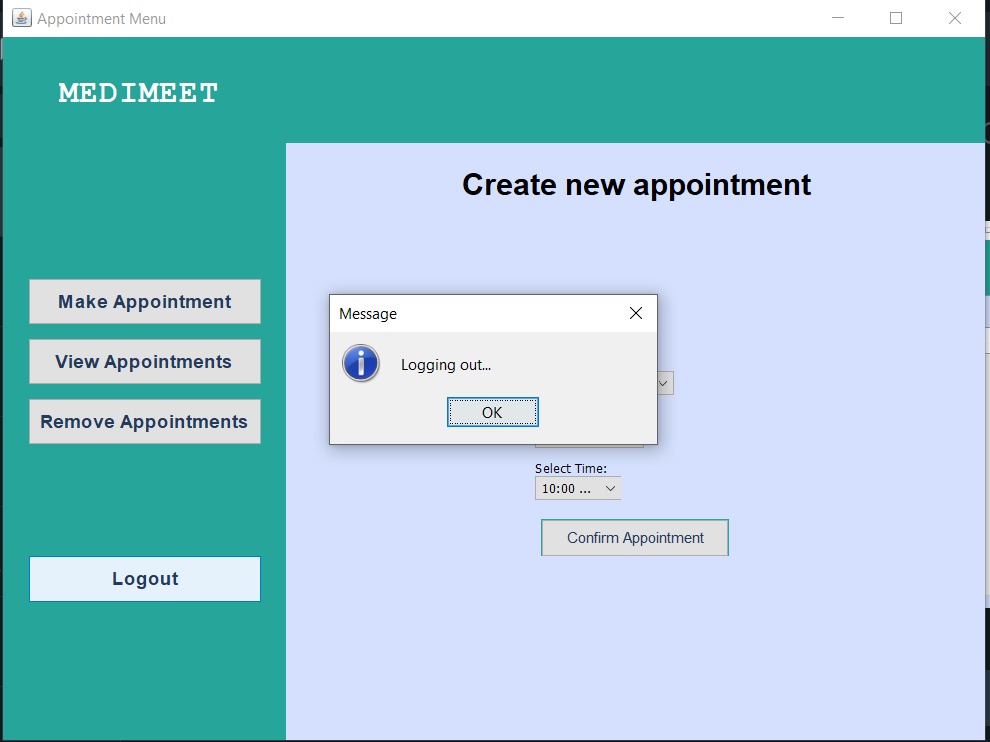 Appointment Menu
MEDIMEET
Create new appointment
Make Appointment
View Appointments
Remove Appointments
Logout
Message
Logging out...
OK
Select Time:
10:00 ...
Confirm Appointment